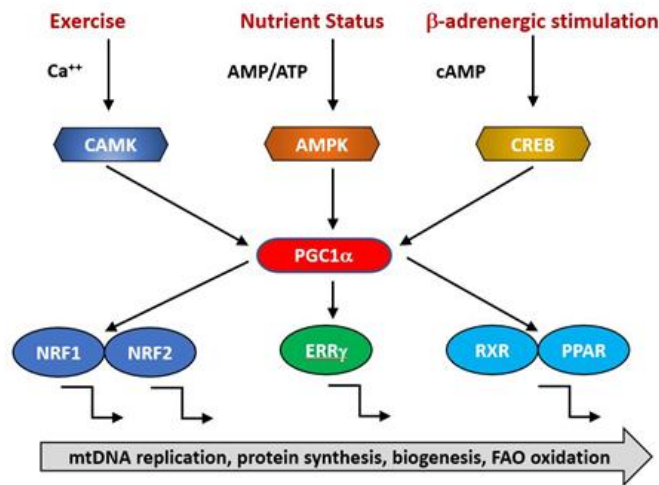 Exercise
Nutrient Status
β-adrenergic stimulation
Ca⁺⁺
AMP/ATP
cAMP
CAMK
AMPK
CREB
PGC1α
NRF1
NRF2
ERRγ
RXR
PPAR
mtDNA replication, protein synthesis, biogenesis, FAO oxidation